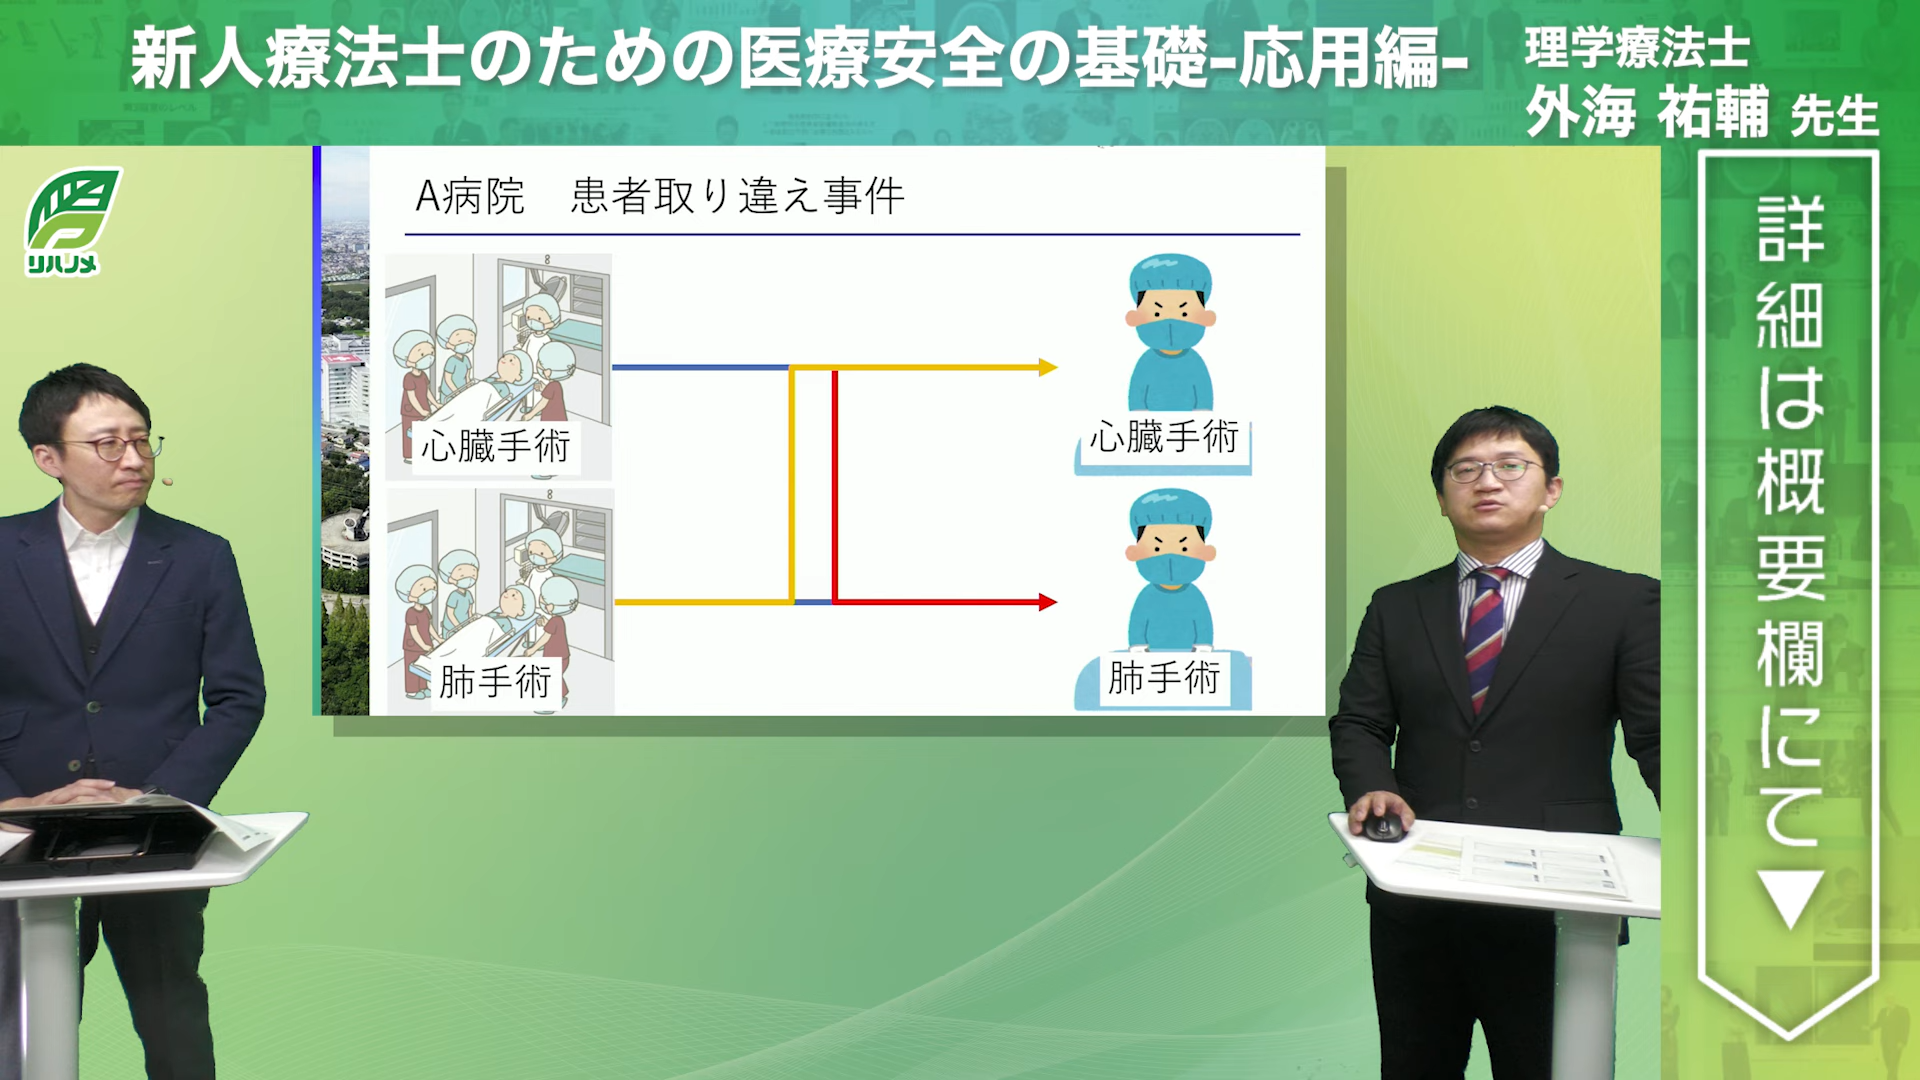 新人療法士のための医療安全の基礎-応用編-
理学療法士
外海 祐輔 先生
リハノメ
A病院 患者取り違え事件
心臓手術
心臓手術
肺手術
肺手術
詳細は概要欄にて▼